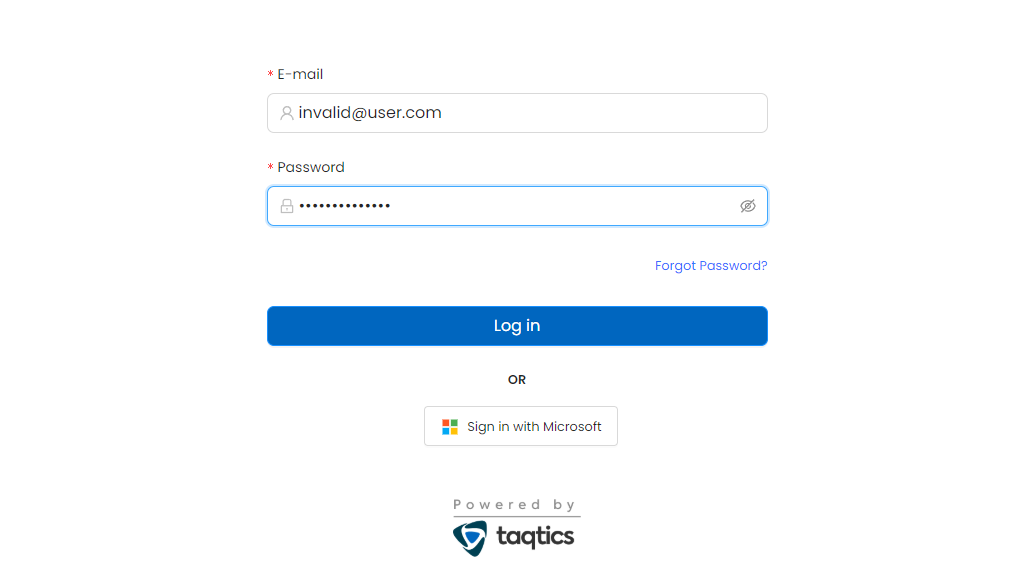 * E-mail
invalid@user.com
* Password
••••••••••••••
Forgot Password?
Log in
OR
Sign in with Microsoft
Powered by
taqtics